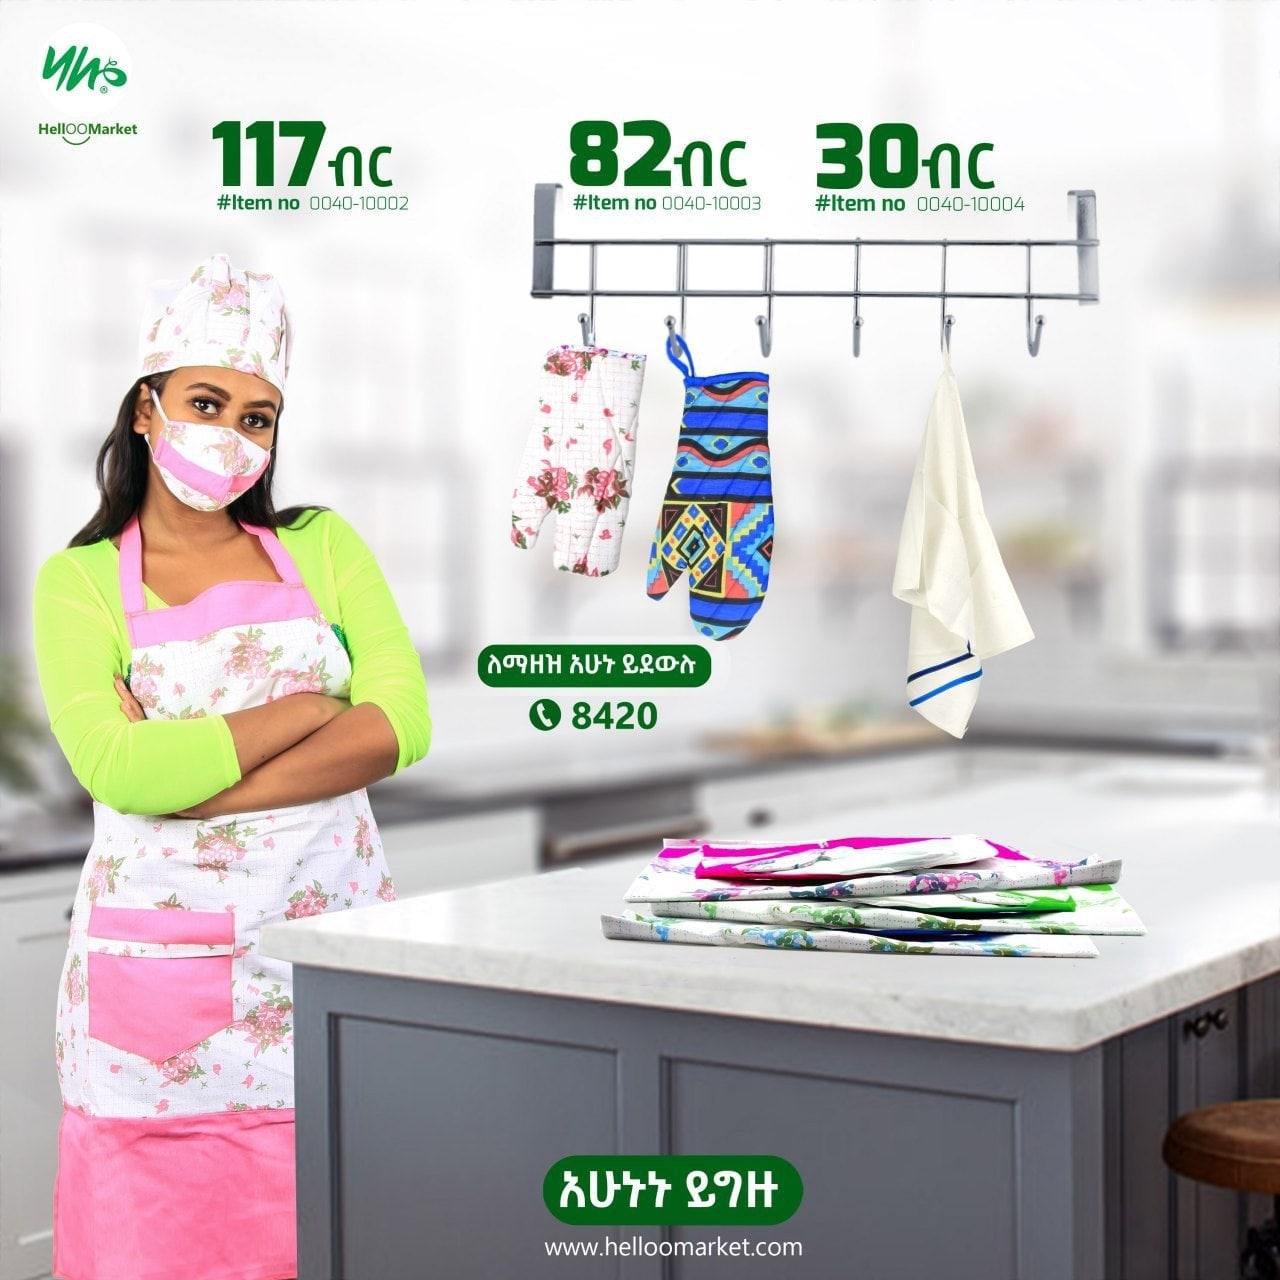 ሃሎ
HellOOMarket
117ብር
#Item no 0040-10002
82ብር
#Item no 0040-10003
30ብር
#Item no 0040-10004
ለማዘዝ አሁኑ ይደውሉ
8420
አሁኑኑ ይግዙ
www.helloomarket.com